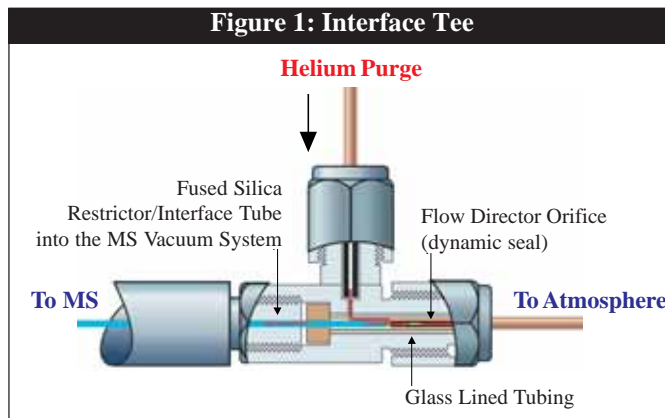 Figure 1: Interface Tee
Helium Purge
Fused Silica
Restrictor/Interface Tube
into the MS Vacuum System
Flow Director Orifice
(dynamic seal)
To MS
To Atmosphere
Glass Lined Tubing